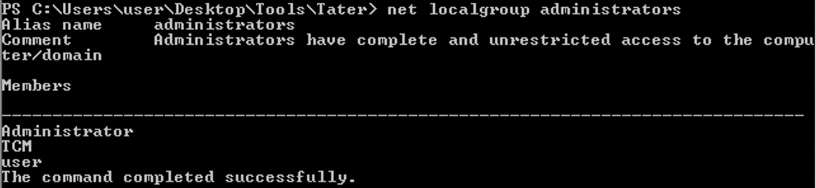 PS C:\Users\user\Desktop\Tools\Tater> net localgroup administrators
Alias name     administrators
Comment        Administrators have complete and unrestricted access to the compu
ter/domain
Members
-------------------------------------------------------------------------------
Administrator
TCM
user
The command completed successfully.